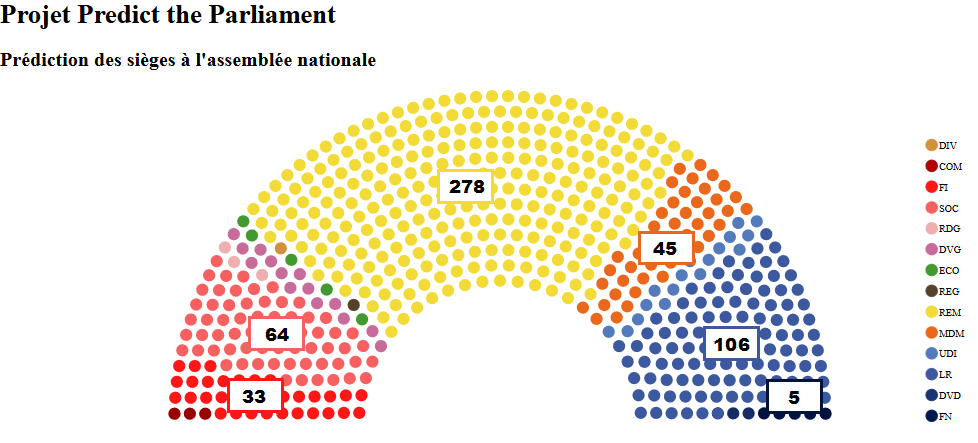 Projet Predict the Parliament
Prédiction des sièges à l'assemblée nationale
278
45
64
106
33
5
DIV
COM
FI
SOC
RDG
DVG
ECO
REG
REM
MDM
UDI
LR
DVD
FN